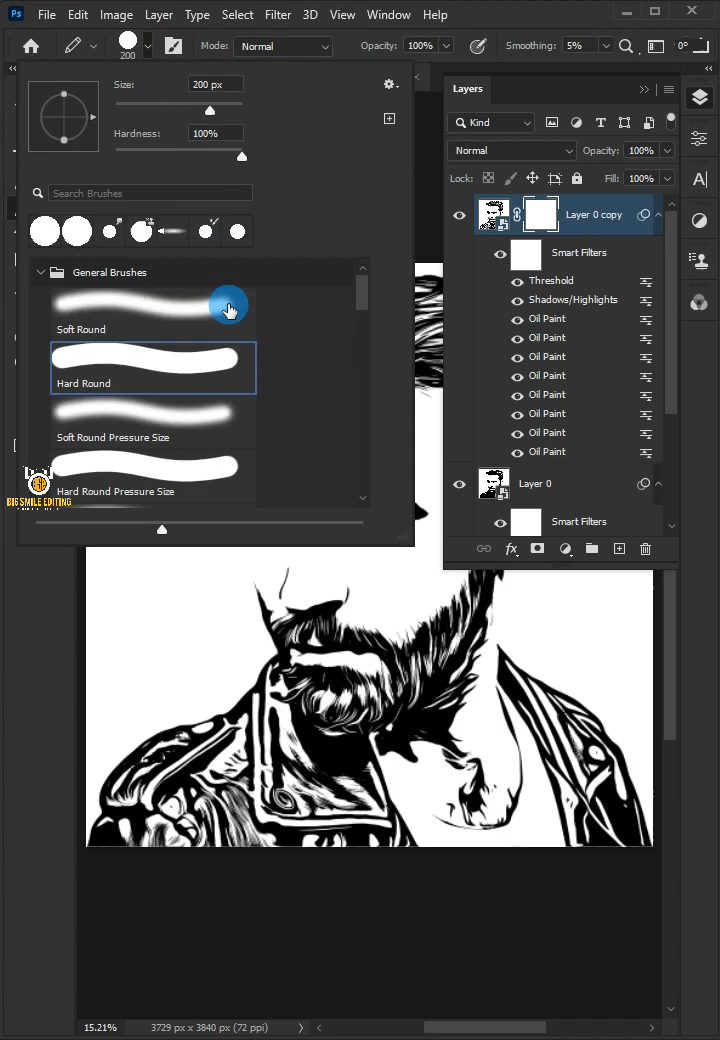 Ps File Edit Image Layer Type Select Filter 3D View Window Help
200 Mode: Normal Opacity: 100% Smoothing: 5% 0°
Size: 200 px
Hardness: 100%
Search Brushes
General Brushes
Soft Round
Hard Round
Soft Round Pressure Size
Hard Round Pressure Size
BIG SMILE EDITING
Layers
Kind
Normal Opacity: 100%
Lock: Fill: 100%
Layer 0 copy
Smart Filters
Threshold
Shadows/Highlights
Oil Paint
Oil Paint
Oil Paint
Oil Paint
Oil Paint
Oil Paint
Oil Paint
Oil Paint
Layer 0
Smart Filters
fx
15.21% 3729 px x 3840 px (72 ppi)